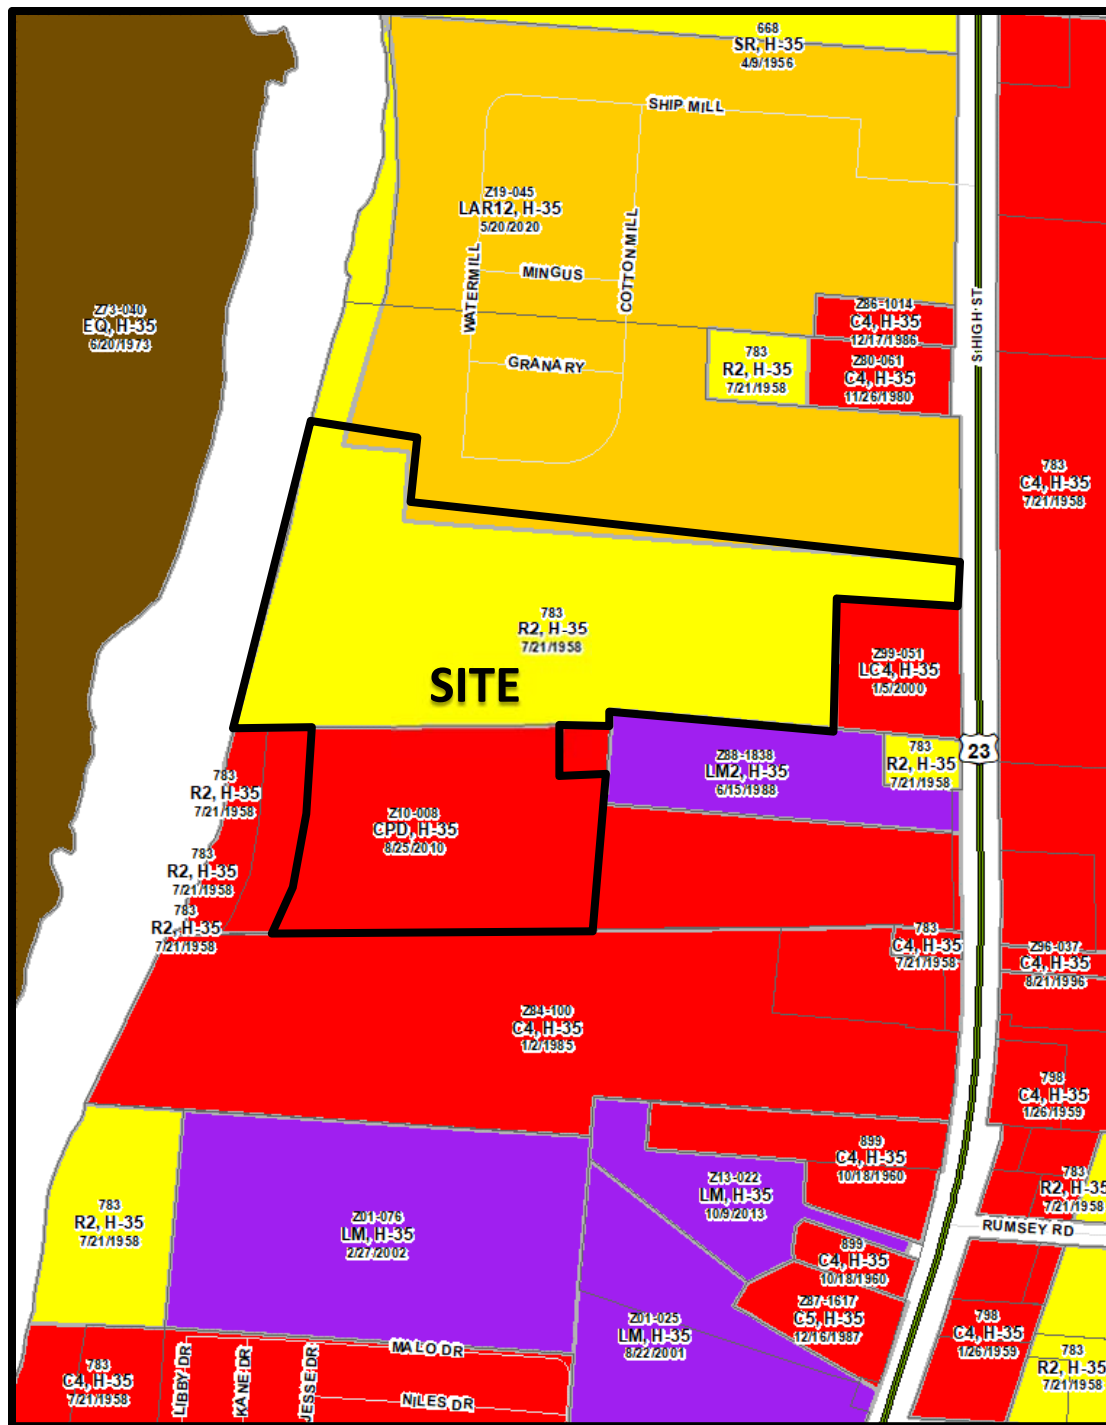 668
SR, H-35
4/9/1956
SHIP MILL
Z19-045
LAR12, H-35
5/20/2020
WATERMILL
MINGUS
COTTONMILL
GRANARY
Z73-040
EQ, H-35
6/20/1973
Z86-1014
C4, H-35
12/17/1986
783
R2, H-35
7/21/1958
Z80-061
C4, H-35
11/26/1980
S HIGH ST
783
C4, H-35
7/21/1958
783
R2, H-35
7/21/1958
SITE
Z99-051
LC4, H-35
1/5/2000
Z88-1838
LM2, H-35
6/15/1988
783
R2, H-35
7/21/1958
23
783
R2, H-35
7/21/1958
Z10-008
CPD, H-35
8/25/2010
783
R2, H-35
7/21/1958
783
R2, H-35
7/21/1958
783
C4, H-35
7/21/1958
Z96-037
C4, H-35
8/21/1996
Z84-100
C4, H-35
1/2/1985
798
C4, H-35
1/26/1959
899
C4, H-35
10/18/1960
783
R2, H-35
7/21/1958
Z13-022
LM, H-35
10/9/2013
783
R2, H-35
7/21/1958
Z01-076
LM, H-35
2/27/2002
RUMSEY RD
899
C4, H-35
10/18/1960
Z87-1617
C5, H-35
12/16/1987
Z01-025
LM, H-35
8/22/2001
798
C4, H-35
1/26/1959
783
R2, H-35
7/21/1958
783
C4, H-35
7/21/1958
LIBBY DR
KANE DR
JESSE DR
MALO DR
NILES DR